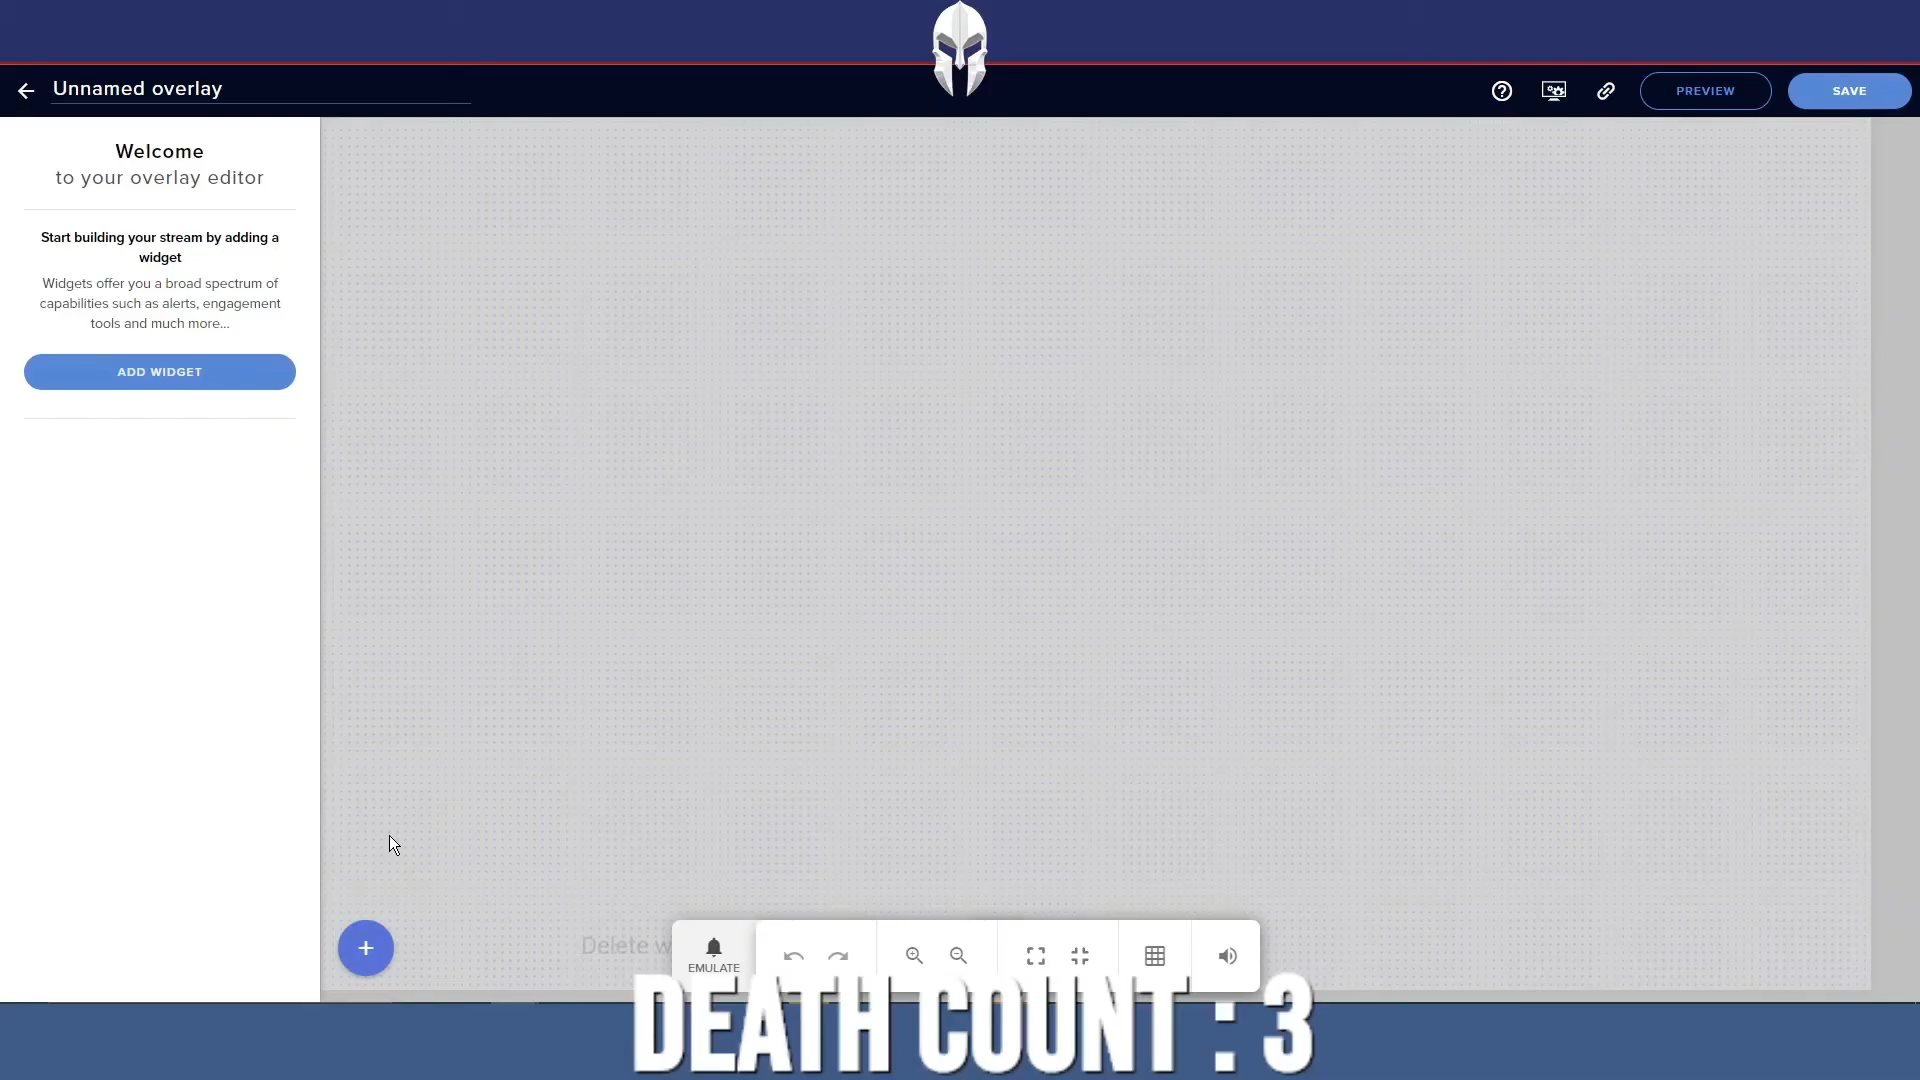 Unnamed overlay
PREVIEW
SAVE
Welcome
to your overlay editor
Start building your stream by adding a
widget
Widgets offer you a broad spectrum of
capabilities such as alerts, engagement
tools and much more...
ADD WIDGET
Delete
EMULATE
DEATH COUNT : 3